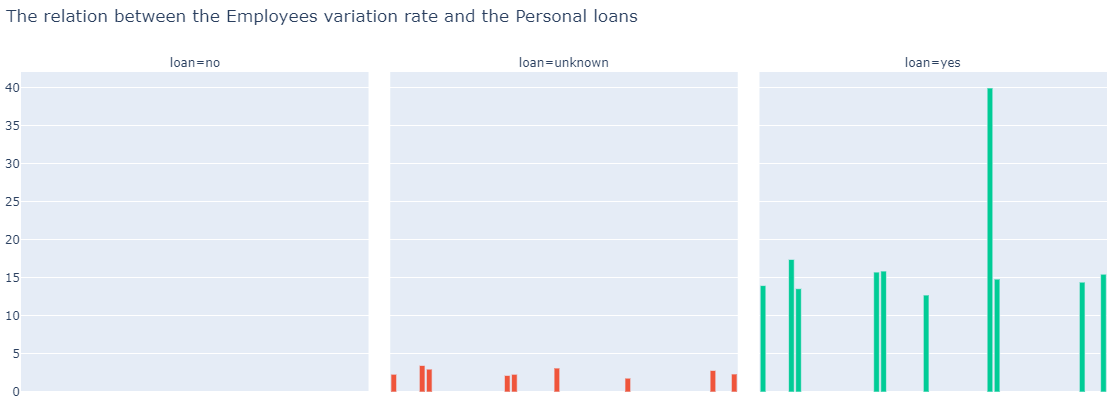 The relation between the Employees variation rate and the Personal loans
loan=no
loan=unknown
loan=yes
40
35
30
25
20
15
10
5
0